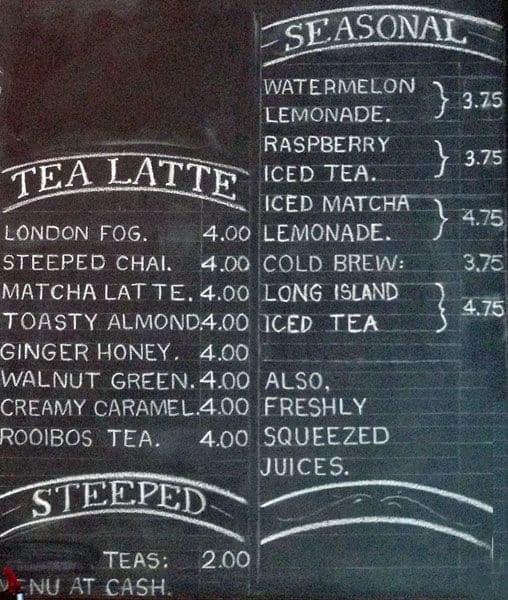 TEA LATTE
LONDON FOG. 4.00
STEEPED CHAI. 4.00
MATCHA LATTE. 4.00
TOASTY ALMOND 4.00
GINGER HONEY. 4.00
WALNUT GREEN. 4.00
CREAMY CARAMEL. 4.00
ROOIBOS TEA. 4.00
STEEPED
TEAS: 2.00
MENU AT CASH.
SEASONAL
WATERMELON
LEMONADE. } 3.75
RASPBERRY
ICED TEA. } 3.75
ICED MATCHA
LEMONADE. } 4.75
COLD BREW: 3.75
LONG ISLAND
ICED TEA } 4.75
ALSO,
FRESHLY
SQUEEZED
JUICES.